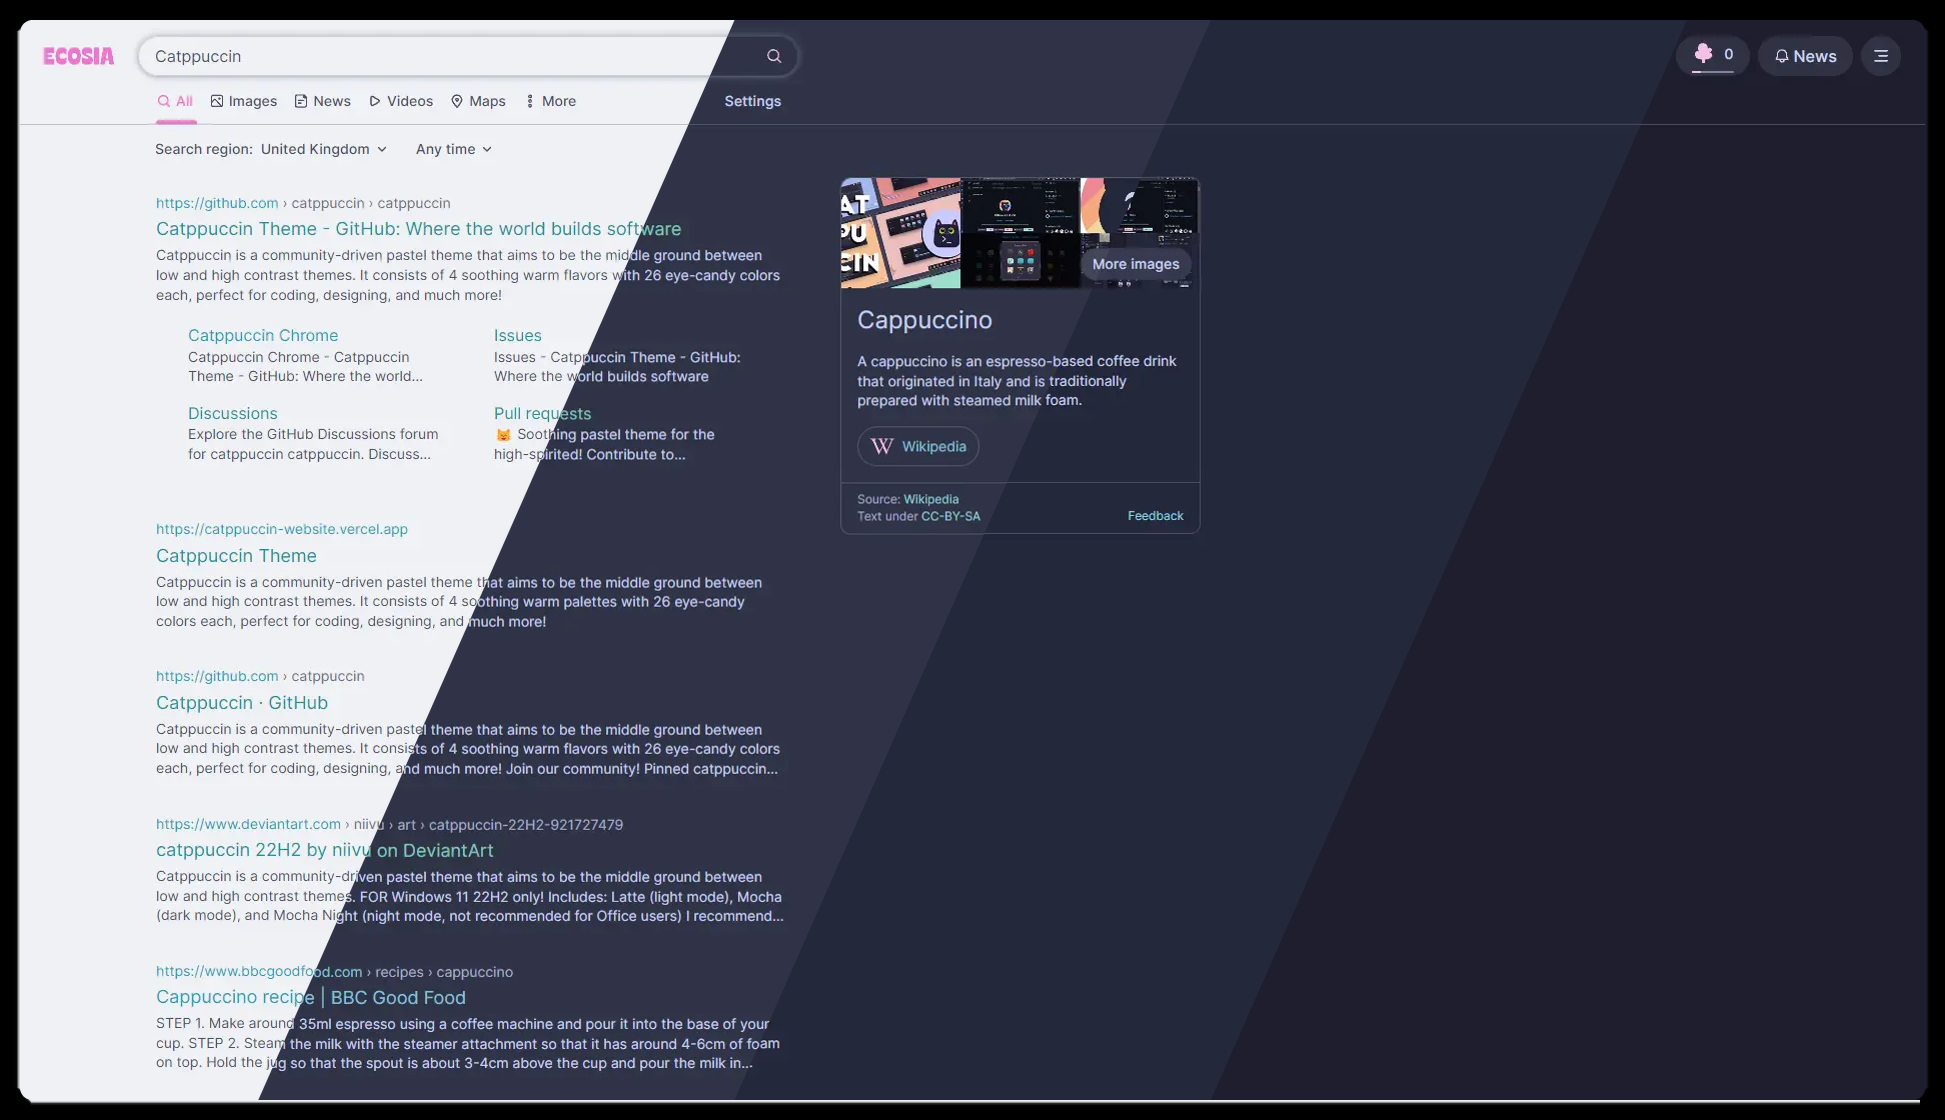 ECOSIA
Catppuccin
0
News
All
Images
News
Videos
Maps
More
Settings
Search region: United Kingdom
Any time
https://github.com › catppuccin › catppuccin
Catppuccin Theme - GitHub: Where the world builds software
Catppuccin is a community-driven pastel theme that aims to be the middle ground between
low and high contrast themes. It consists of 4 soothing warm flavors with 26 eye-candy colors
each, perfect for coding, designing, and much more!
Catppuccin Chrome
Catppuccin Chrome - Catppuccin
Theme - GitHub: Where the world...
Issues
Issues - Catppuccin Theme - GitHub:
Where the world builds software
Discussions
Explore the GitHub Discussions forum
for catppuccin catppuccin. Discuss...
Pull requests
😸 Soothing pastel theme for the
high-spirited! Contribute to...
https://catppuccin-website.vercel.app
Catppuccin Theme
Catppuccin is a community-driven pastel theme that aims to be the middle ground between
low and high contrast themes. It consists of 4 soothing warm palettes with 26 eye-candy
colors each, perfect for coding, designing, and much more!
https://github.com › catppuccin
Catppuccin · GitHub
Catppuccin is a community-driven pastel theme that aims to be the middle ground between
low and high contrast themes. It consists of 4 soothing warm flavors with 26 eye-candy colors
each, perfect for coding, designing, and much more! Join our community! Pinned catppuccin...
https://www.deviantart.com › niivu › art › catppuccin-22H2-921727479
catppuccin 22H2 by niivu on DeviantArt
Catppuccin is a community-driven pastel theme that aims to be the middle ground between
low and high contrast themes. FOR Windows 11 22H2 only! Includes: Latte (light mode), Mocha
(dark mode), and Mocha Night (night mode, not recommended for Office users) I recommend...
https://www.bbcgoodfood.com › recipes › cappuccino
Cappuccino recipe | BBC Good Food
STEP 1. Make around 35ml espresso using a coffee machine and pour it into the base of your
cup. STEP 2. Steam the milk with the steamer attachment so that it has around 4-6cm of foam
on top. Hold the jug so that the spout is about 3-4cm above the cup and pour the milk in...
AT
PU
CIN
More images
Cappuccino
A cappuccino is an espresso-based coffee drink
that originated in Italy and is traditionally
prepared with steamed milk foam.
W Wikipedia
Source: Wikipedia
Text under CC-BY-SA
Feedback